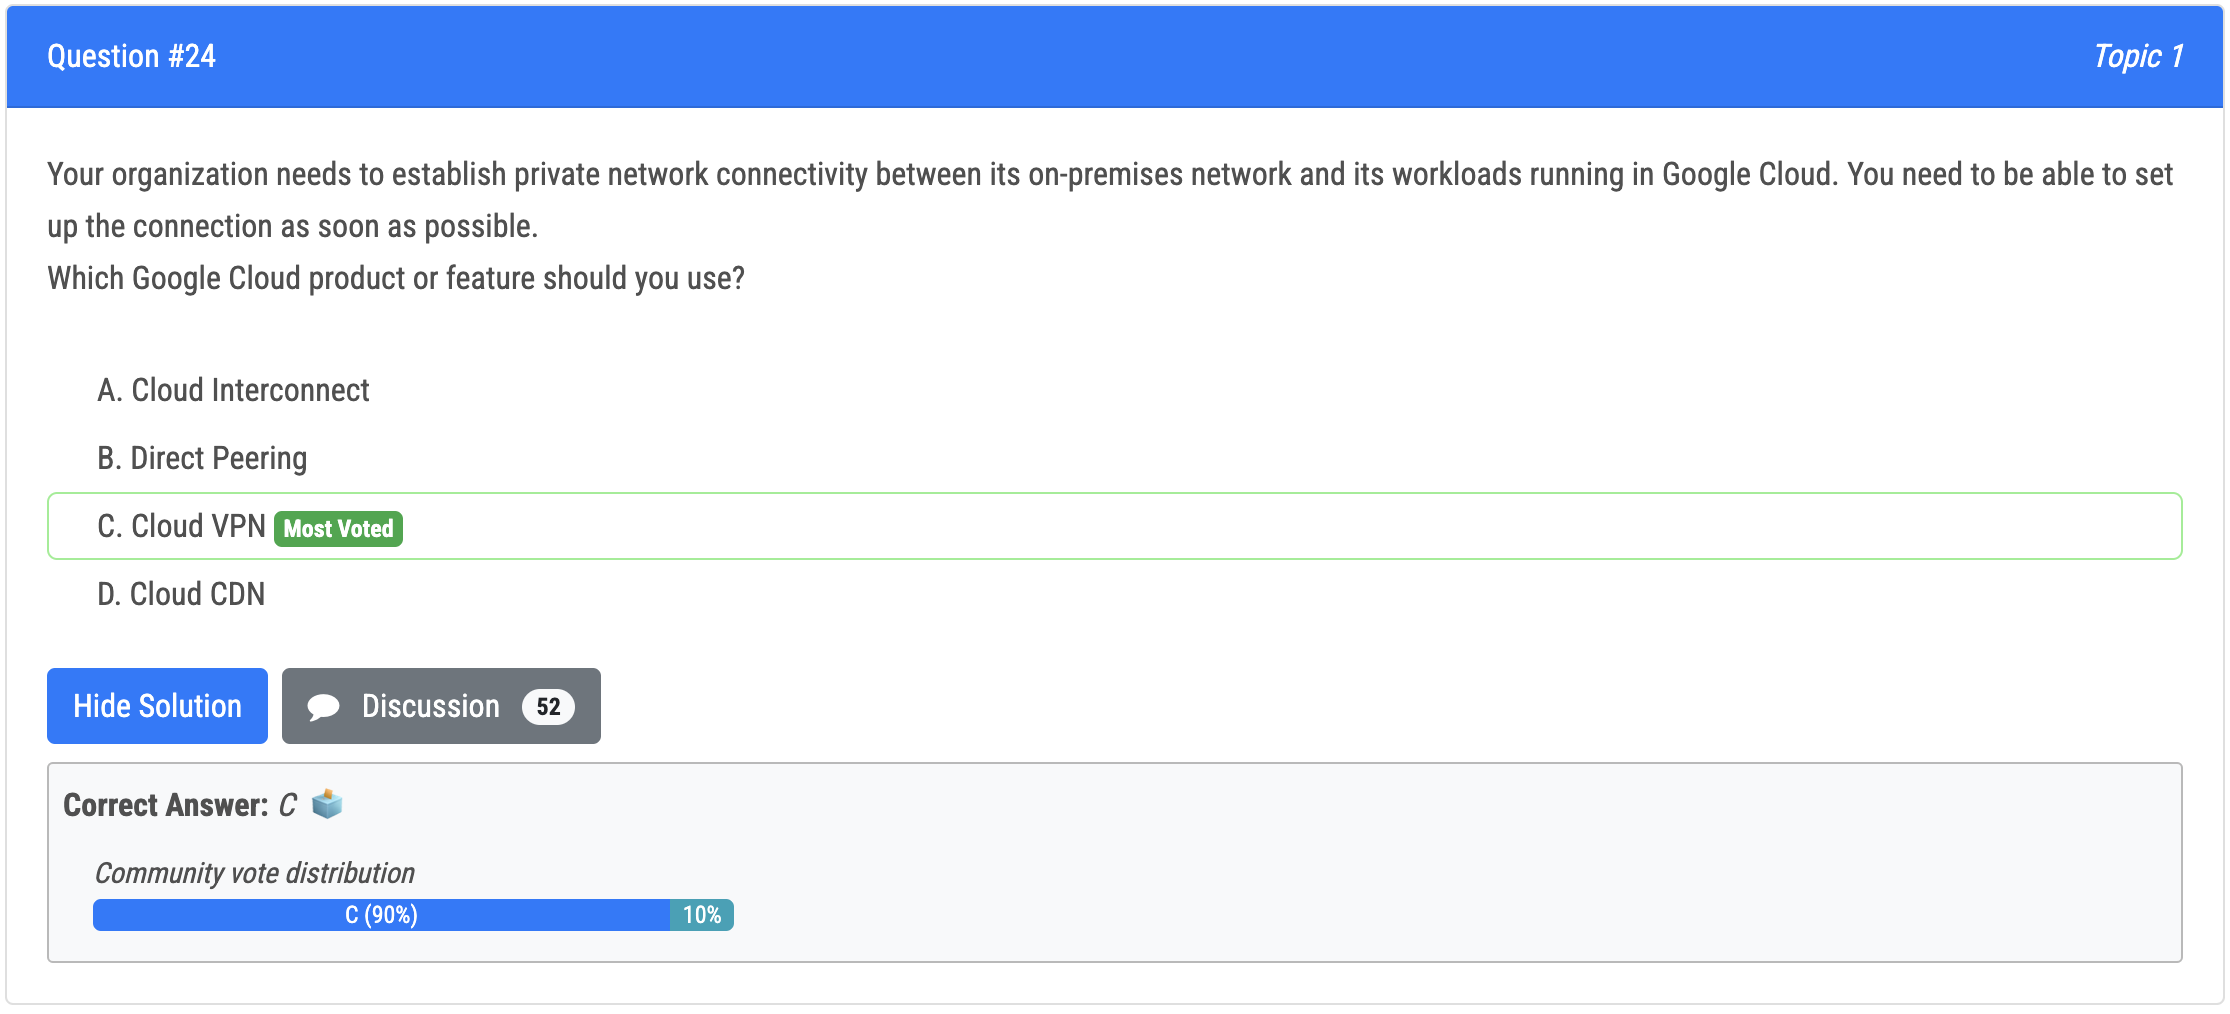 Question #24
Topic 1
Your organization needs to establish private network connectivity between its on-premises network and its workloads running in Google Cloud. You need to be able to set
up the connection as soon as possible.
Which Google Cloud product or feature should you use?
A. Cloud Interconnect
B. Direct Peering
C. Cloud VPN Most Voted
D. Cloud CDN
Hide Solution
Discussion 52
Correct Answer: C
Community vote distribution
C (90%) 10%